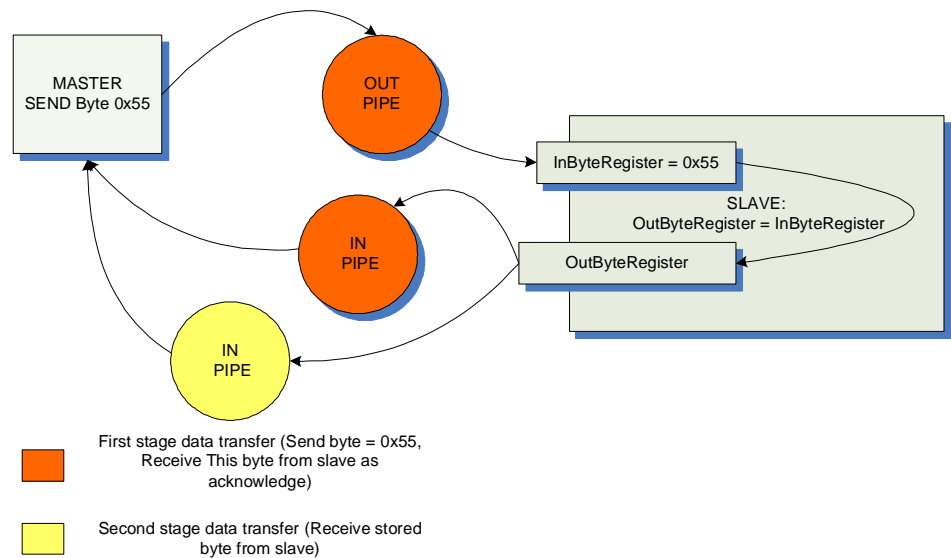 MASTER
SEND Byte 0x55
OUT
PIPE
InByteRegister = 0x55
SLAVE:
OutByteRegister = InByteRegister
IN
PIPE
OutByteRegister
IN
PIPE
First stage data transfer (Send byte = 0x55,
Receive This byte from slave as
acknowledge)
Second stage data transfer (Receive stored
byte from slave)